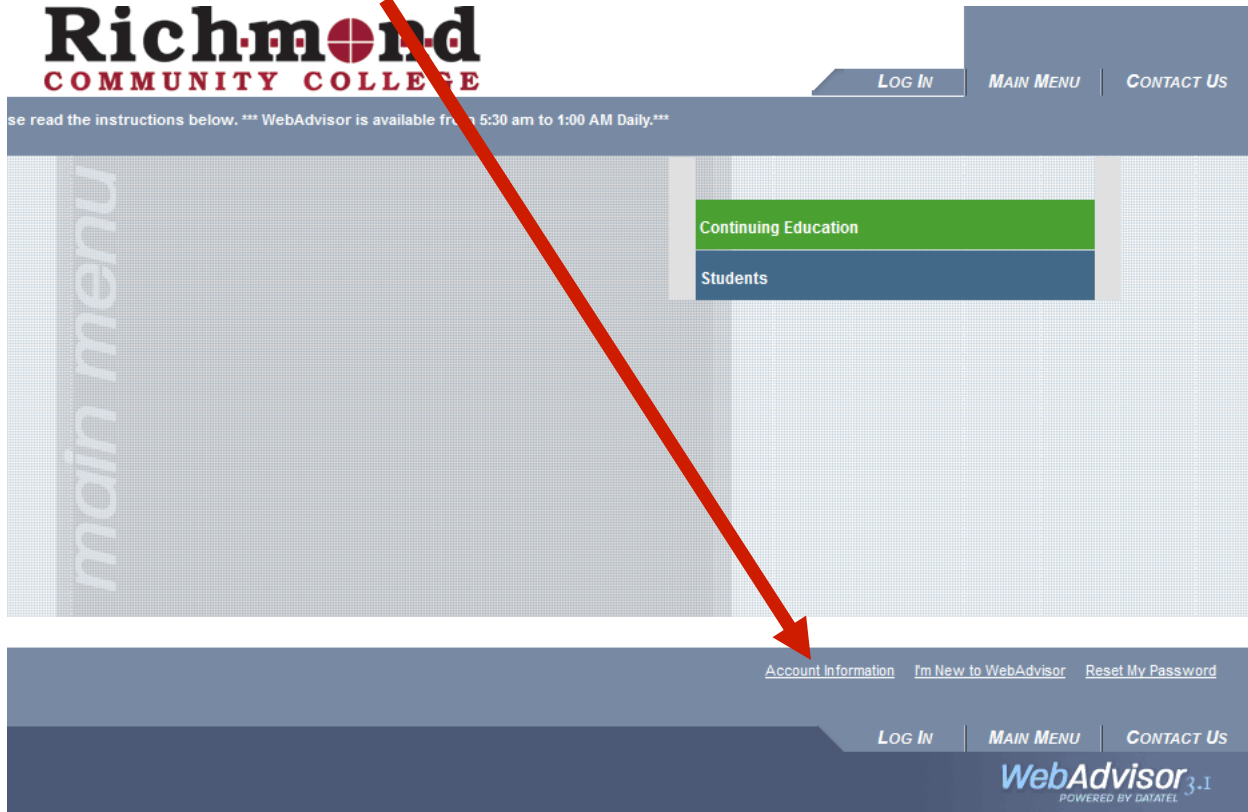 Richmond
COMMUNITY COLLEGE
LOG IN MAIN MENU CONTACT US
se read the instructions below. *** WebAdvisor is available from 5:30 am to 1:00 AM Daily.***
main menu
Continuing Education
Students
Account Information I'm New to WebAdvisor Reset My Password
LOG IN MAIN MENU CONTACT US
WebAdvisor 3.1
POWERED BY DATATEL